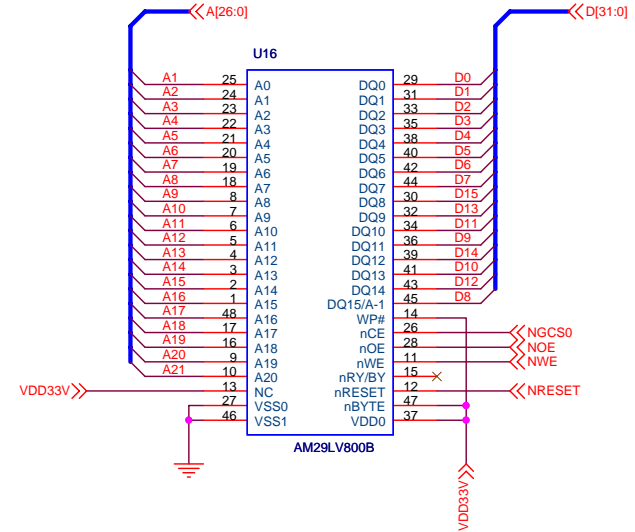 A[26:0] D[31:0]
U16
A1 25 A0 DQ0 29 D0
A2 24 A1 DQ1 31 D1
A3 23 A2 DQ2 33 D2
A4 22 A3 DQ3 35 D3
A5 21 A4 DQ4 38 D4
A6 20 A5 DQ5 40 D5
A7 19 A6 DQ6 42 D6
A8 18 A7 DQ7 44 D7
A9 8 A8 DQ8 30 D15
A10 7 A9 DQ9 32 D13
A11 6 A10 DQ10 34 D11
A12 5 A11 DQ11 36 D9
A13 4 A12 DQ12 39 D14
A14 3 A13 DQ13 41 D10
A15 2 A14 DQ14 43 D12
A16 1 A15 DQ15/A-1 45 D8
A17 48 A16 WP# 14
A18 17 A17 nCE 26 NGCS0
A19 16 A18 nOE 28 NOE
A20 9 A19 nWE 11 NWE
A21 10 A20 nRY/BY 15
VDD33V 13 NC nRESET 12 NRESET
27 VSS0 nBYTE 47
46 VSS1 VDD0 37
AM29LV800B
VDD33V